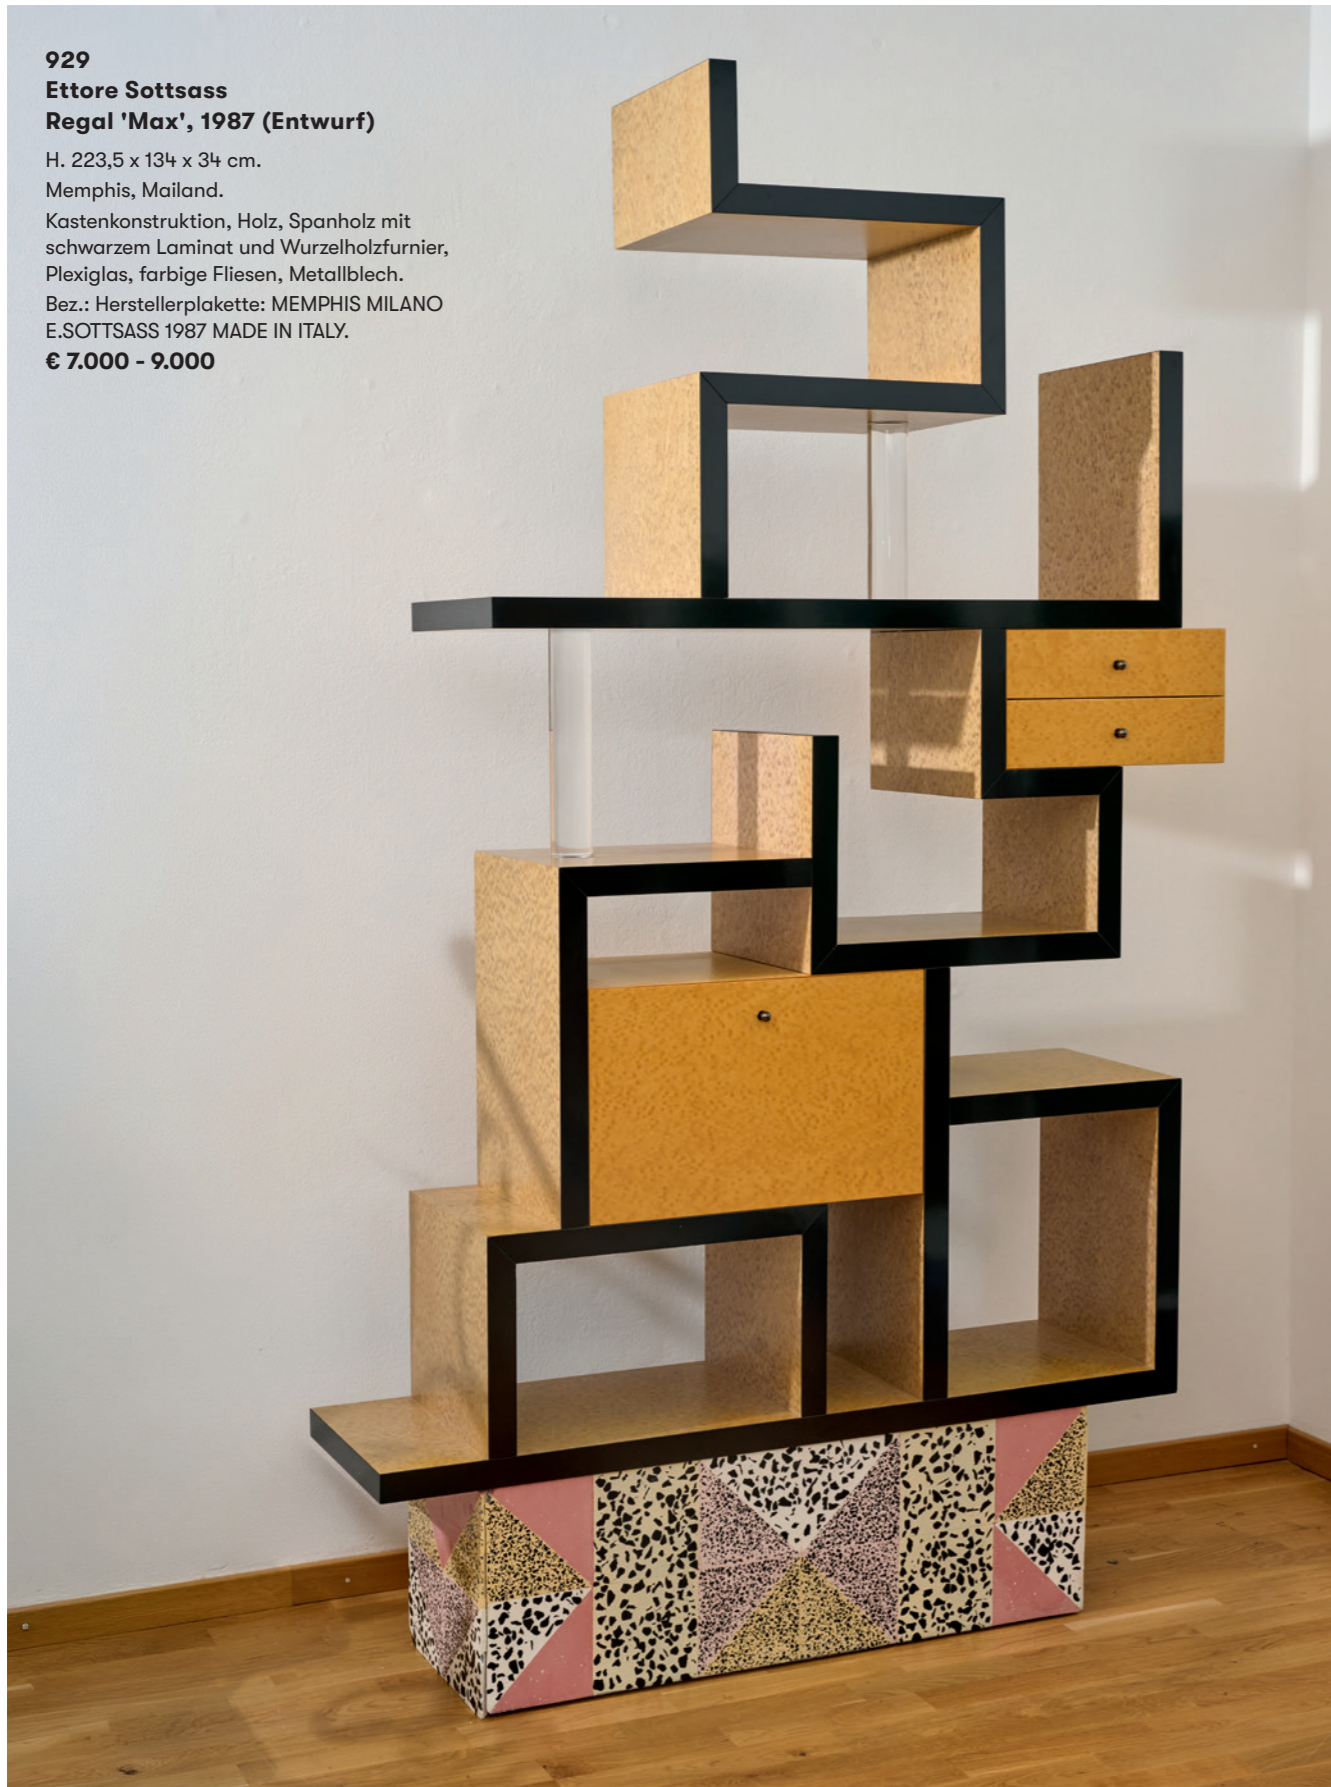 929
Ettore Sottsass
Regal 'Max', 1987 (Entwurf)
H. 223,5 x 134 x 34 cm.
Memphis, Mailand.
Kastenkonstruktion, Holz, Spanholz mit
schwarzem Laminat und Wurzelholzfurnier,
Plexiglas, farbige Fliesen, Metallblech.
Bez.: Herstellerplakette: MEMPHIS MILANO
E.SOTTSASS 1987 MADE IN ITALY.
€ 7.000 - 9.000